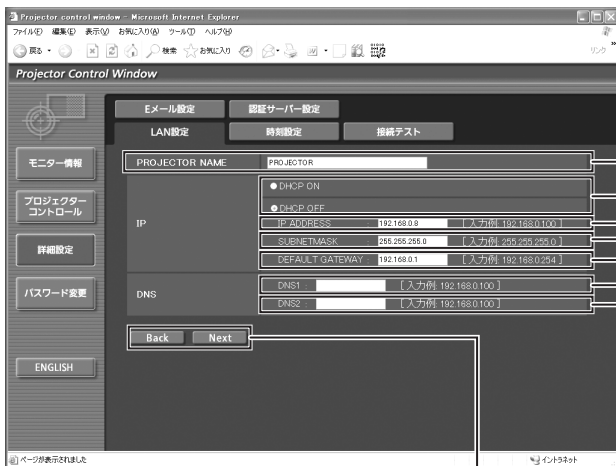 Projector control window - Microsoft Internet Explorer
ファイル(F) 編集(E) 表示(V) お気に入り(A) ツール(T) ヘルプ(H)
戻る 検索 お気に入り リンク
Projector Control Window
Eメール設定 認証サーバー設定
LAN設定 時刻設定 接続テスト
モニター情報
プロジェクター
コントロール
詳細設定
パスワード変更
ENGLISH
PROJECTOR NAME PROJECTOR
IP
DHCP ON
DHCP OFF
IP ADDRESS : 192.168.0.8 [ 入力例: 192.168.0.100 ]
SUBNETMASK : 255.255.255.0 [ 入力例: 255.255.255.0 ]
DEFAULT GATEWAY : 192.168.0.1 [ 入力例: 192.168.0.254 ]
DNS
DNS1 : [ 入力例: 192.168.0.100 ]
DNS2 : [ 入力例: 192.168.0.100 ]
Back Next
ページが表示されました イントラネット